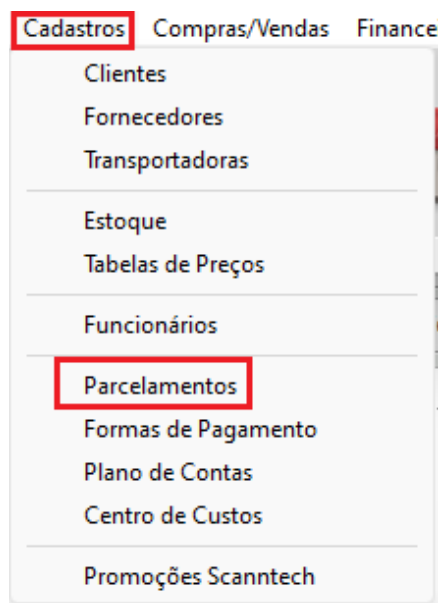 Cadastros Compras/Vendas Finance
Clientes
Fornecedores
Transportadoras
Estoque
Tabelas de Preços
Funcionários
Parcelamentos
Formas de Pagamento
Plano de Contas
Centro de Custos
Promoções Scanntech